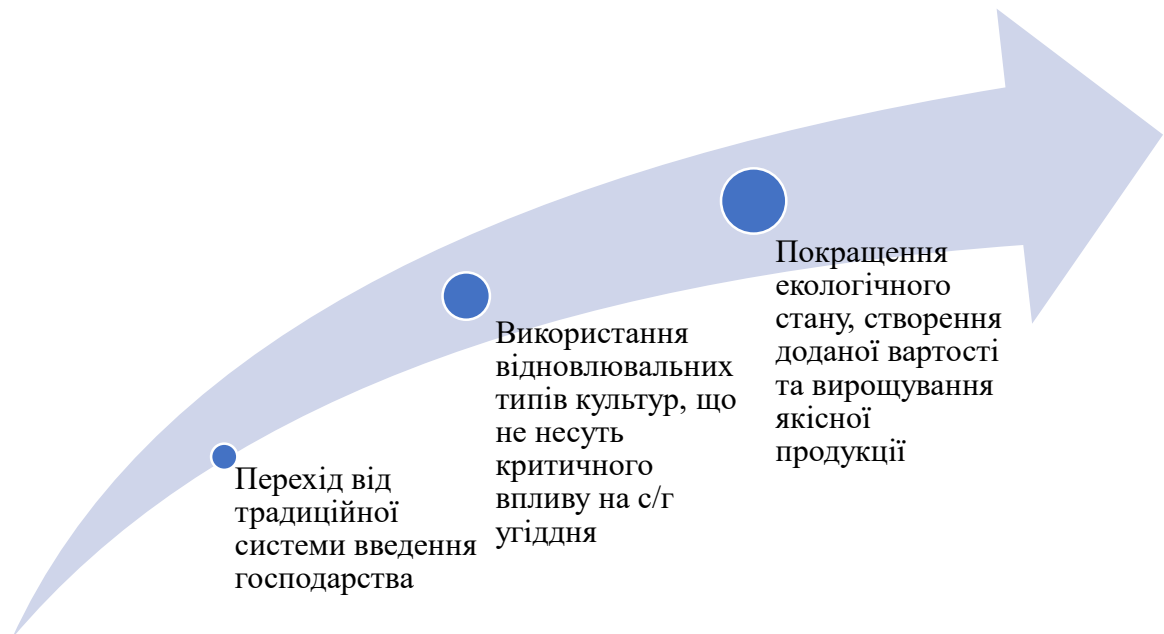 Перехід від
традиційної
системи введення
господарства
Використання
відновлювальних
типів культур, що
не несуть
критичного
впливу на с/г
угіддня
Покращення
екологічного
стану, створення
доданої вартості
та вирощування
якісної
продукції